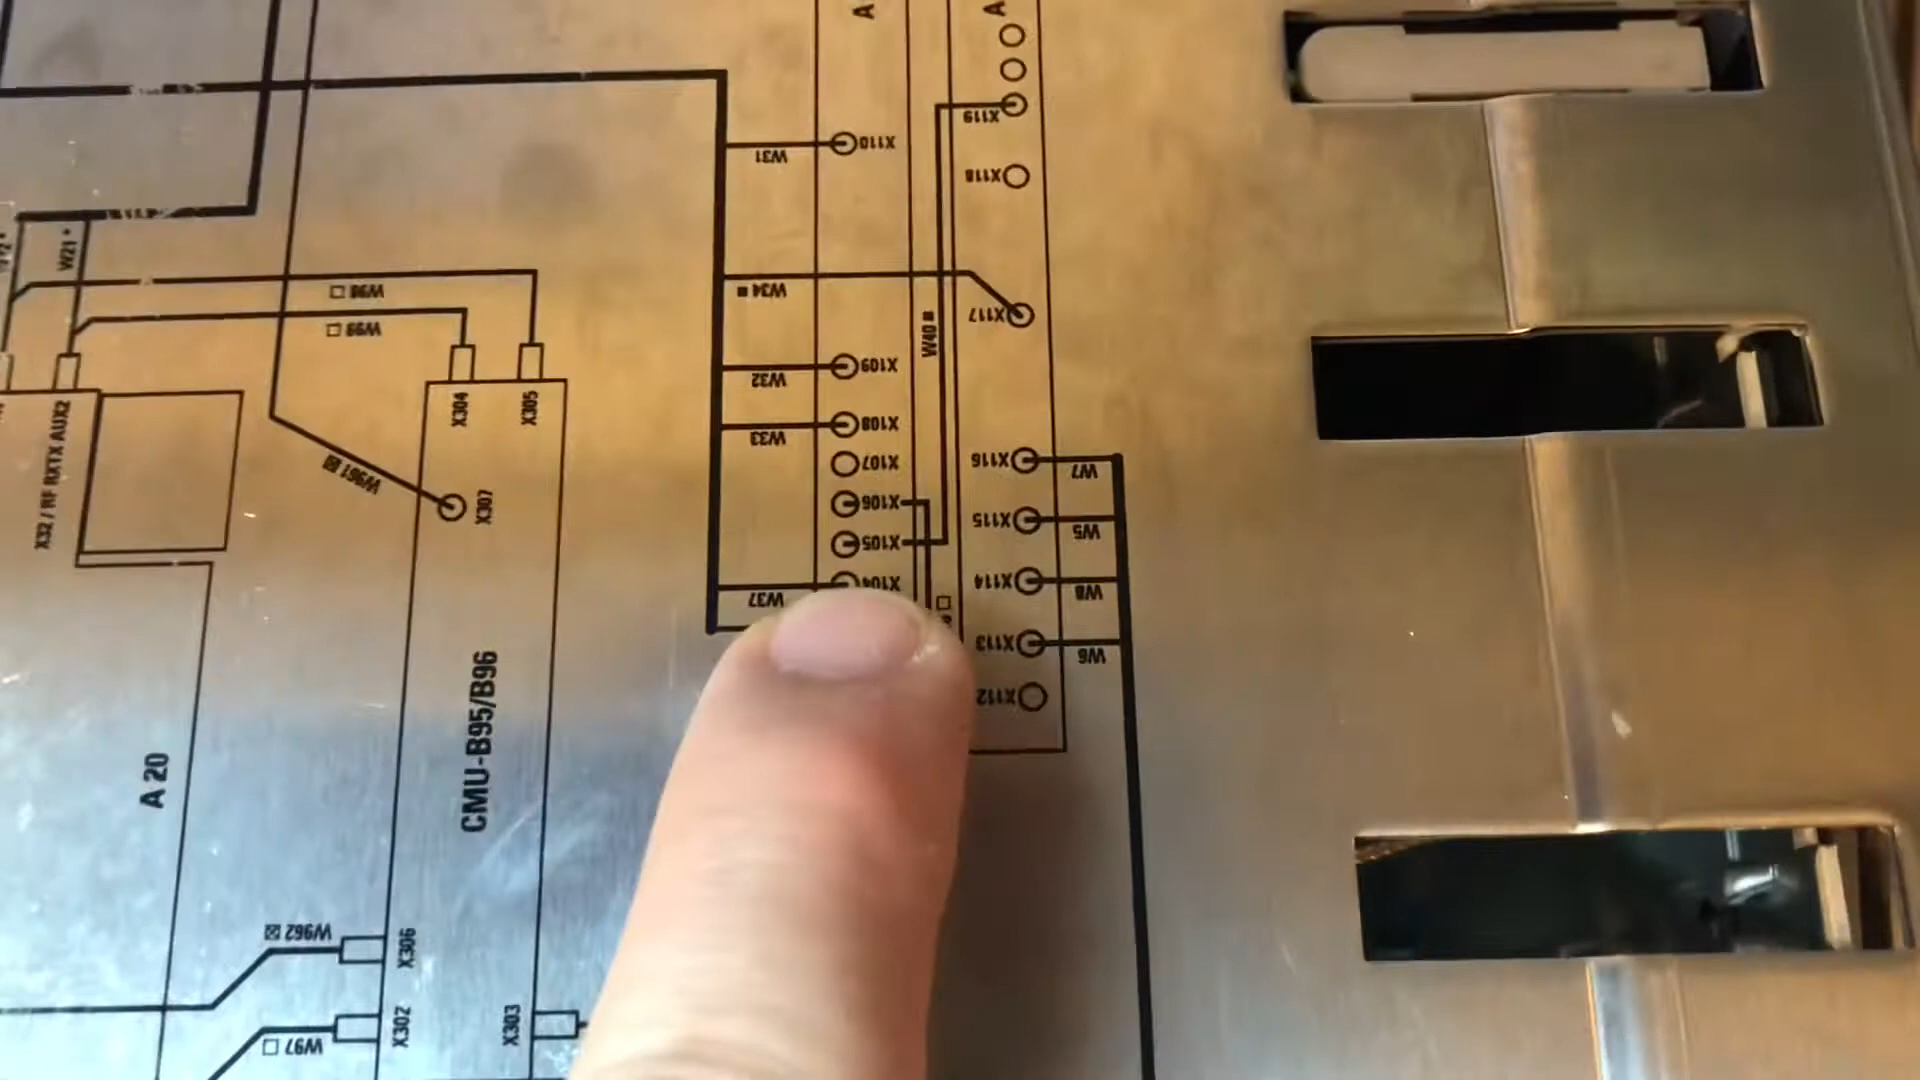 A
A
X119
X110
W31
X118
W21 *
W98 □
W34 ■
X117
W99 □
W40 ■
X109
W32
X304
X305
X108
W33
X32 / RF RXTX AUX2
X107
X116
W7
W961 ⊠
X307
X106
X115
W5
X105
X104
W37
X114
W8
□
X113
W6
X112
CMU-B95/B96
A 20
W962 ⊠
X306
X302
X303
W97 □